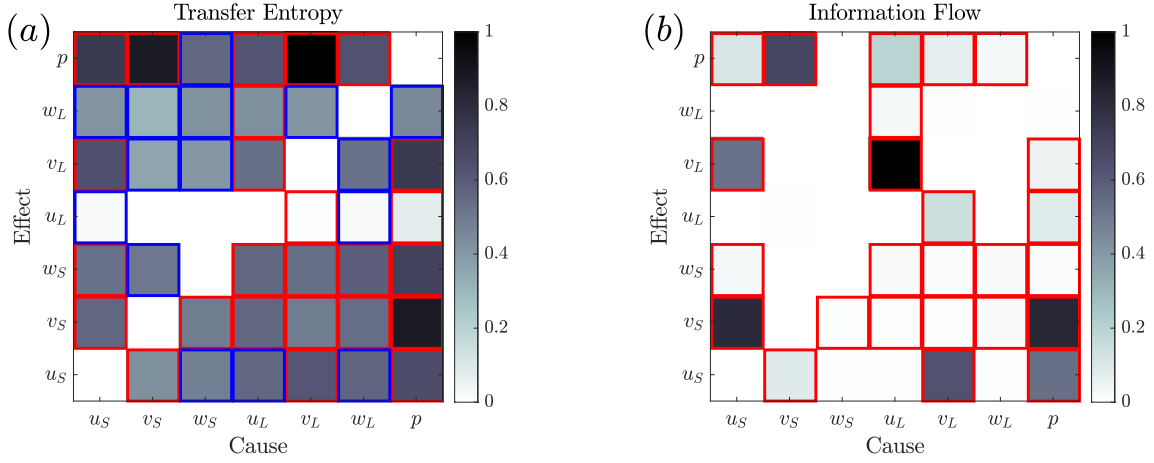 (a)
Transfer Entropy
Effect
p
w_L
v_L
u_L
w_S
v_S
u_S
u_S v_S w_S u_L v_L w_L p
Cause
1
0.8
0.6
0.4
0.2
0
(b)
Information Flow
Effect
p
w_L
v_L
u_L
w_S
v_S
u_S
u_S v_S w_S u_L v_L w_L p
Cause
1
0.8
0.6
0.4
0.2
0